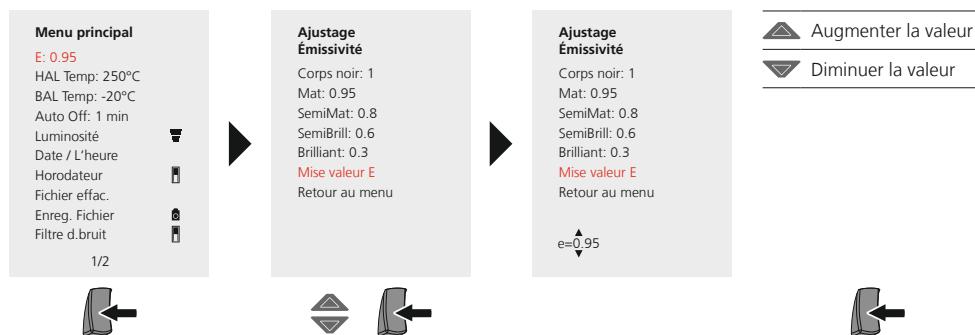 Menu principal
E: 0.95
HAL Temp: 250°C
BAL Temp: -20°C
Auto Off: 1 min
Luminosité
Date / L'heure
Horodateur
Fichier effac.
Enreg. Fichier
Filtre d.bruit
1/2
Ajustage
Émissivité
Corps noir: 1
Mat: 0.95
SemiMat: 0.8
SemiBrill: 0.6
Brilliant: 0.3
Mise valeur E
Retour au menu
Ajustage
Émissivité
Corps noir: 1
Mat: 0.95
SemiMat: 0.8
SemiBrill: 0.6
Brilliant: 0.3
Mise valeur E
Retour au menu
e=0.95
Augmenter la valeur
Diminuer la valeur